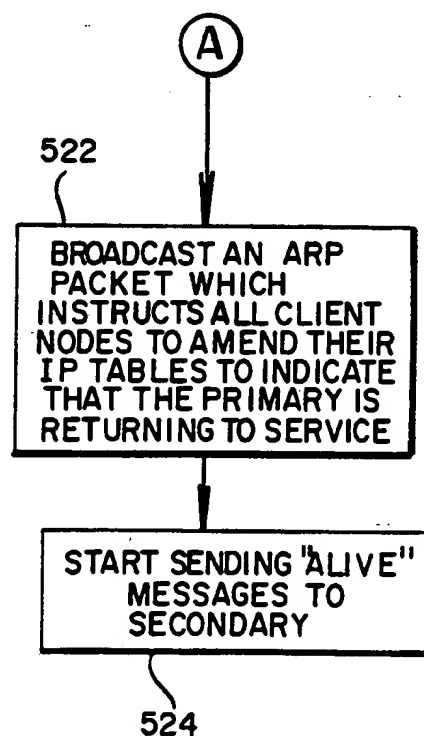 A
522
BROADCAST AN ARP
PACKET WHICH
INSTRUCTS ALL CLIENT
NODES TO AMEND THEIR
IP TABLES TO INDICATE
THAT THE PRIMARY IS
RETURNING TO SERVICE
START SENDING "ALIVE"
MESSAGES TO
SECONDARY
524